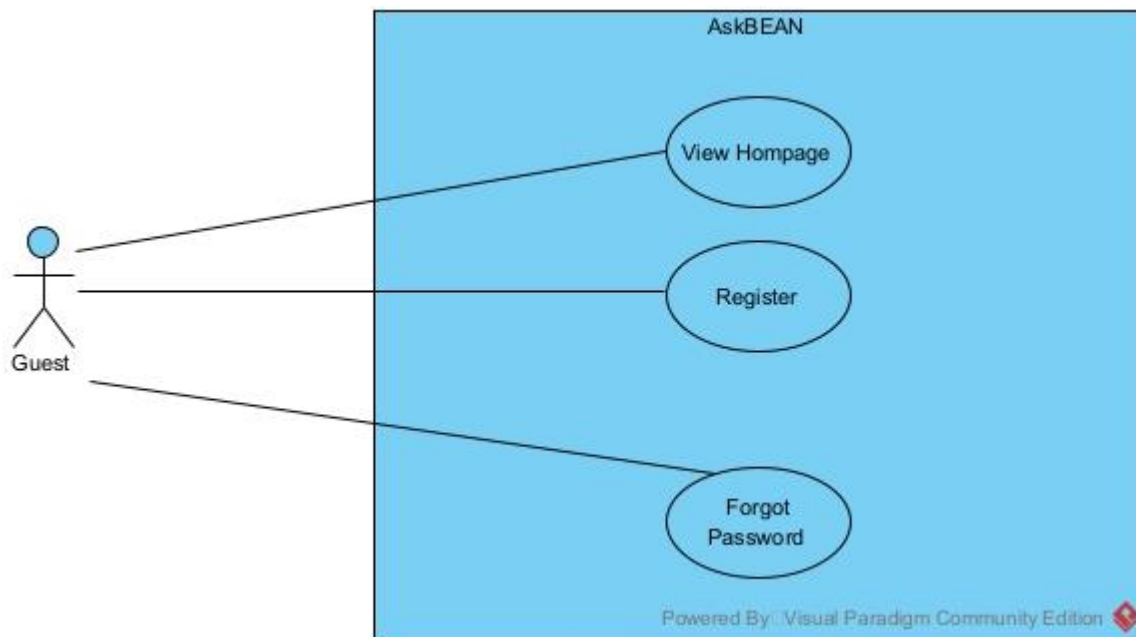 AskBEAN
View Hompage
Register
Guest
Forgot
Password
Powered By: Visual Paradigm Community Edition